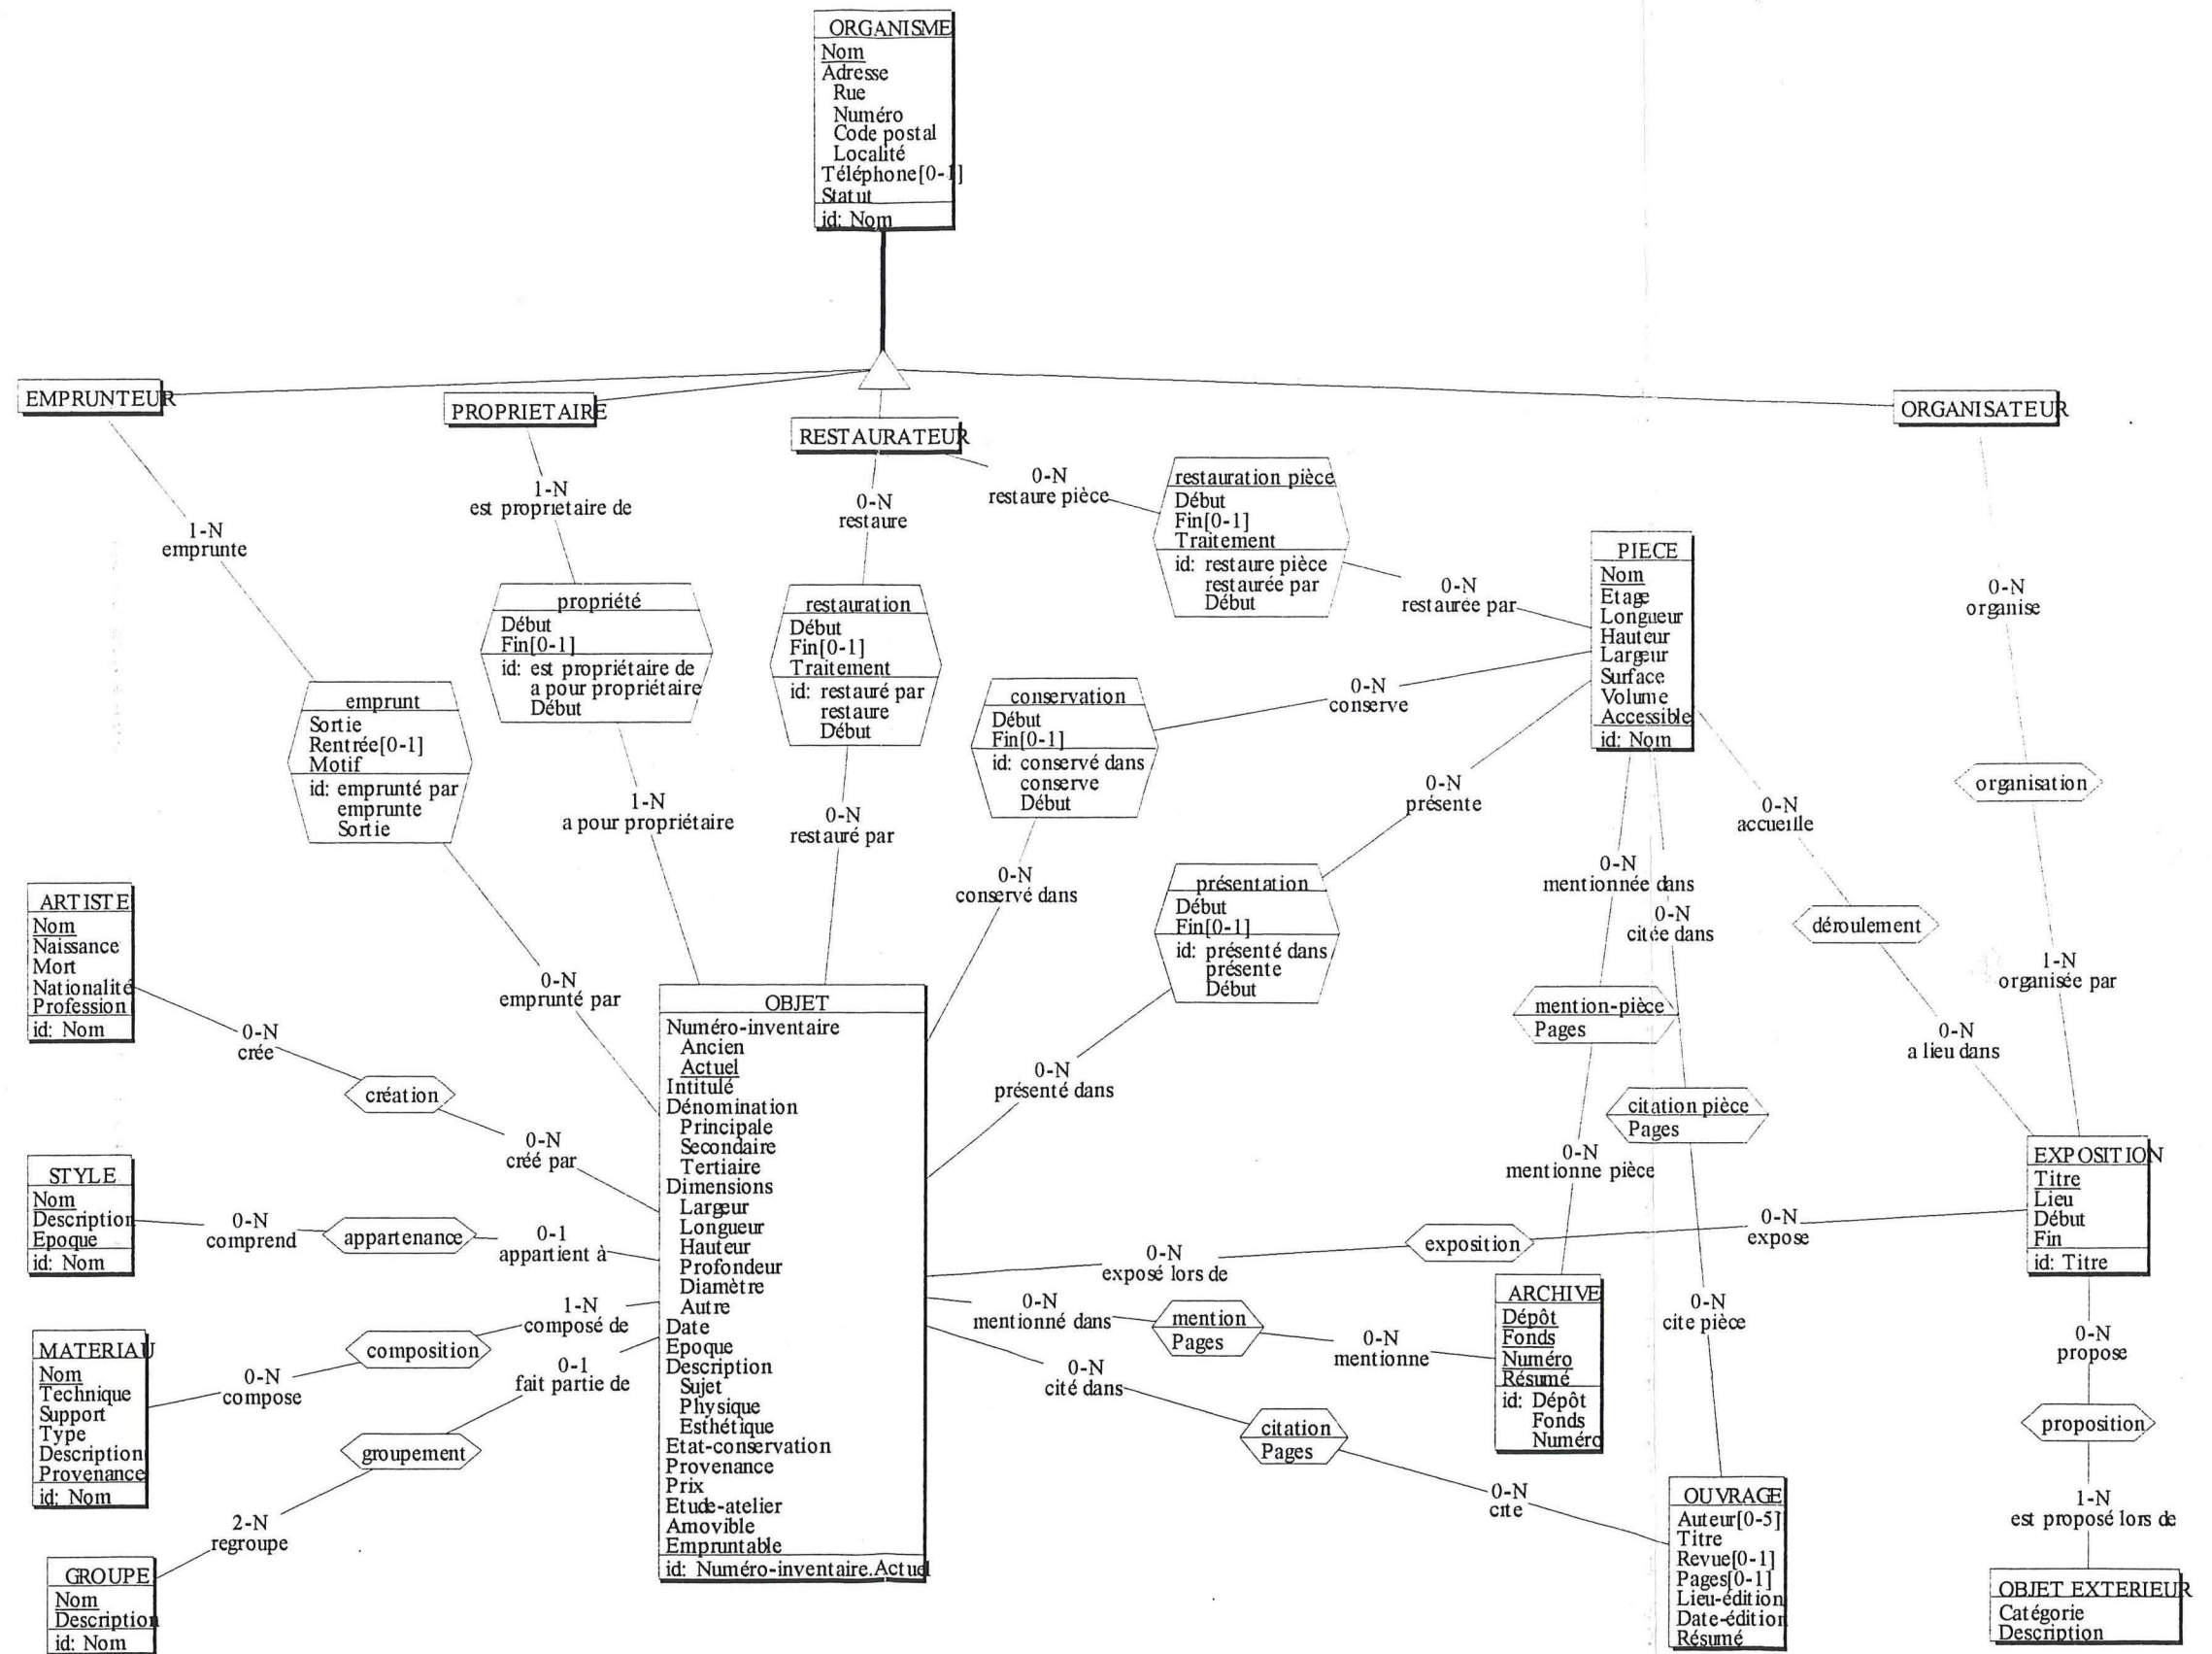 ORGANISME
Nom
Adresse
Rue
Numéro
Code postal
Localité
Téléphone[0-1]
Statut
id: Nom
EMPRUNTEUR
PROPRIETAIRE
RESTAURATEUR
ORGANISATEUR
1-N
emprunte
1-N
est proprietaire de
0-N
restaure
0-N
restaure pièce
restauration pièce
Début
Fin[0-1]
Traitement
id: restaure pièce
restaurée par
Début
0-N
restaurée par
PIECE
Nom
Etage
Longueur
Hauteur
Largeur
Surface
Volume
Accessible
id: Nom
0-N
organise
organisation
1-N
organisée par
emprunt
Sortie
Rentrée[0-1]
Motif
id: emprunté par
emprunte
Sortie
propriété
Début
Fin[0-1]
id: est propriétaire de
a pour propriétaire
Début
restauration
Début
Fin[0-1]
Traitement
id: restauré par
restaure
Début
conservation
Début
Fin[0-1]
id: conservé dans
conserve
Début
0-N
conserve
0-N
présente
présentation
Début
Fin[0-1]
id: présenté dans
présente
Début
0-N
emprunté par
1-N
a pour propriétaire
0-N
restauré par
0-N
conservé dans
0-N
présenté dans
0-N
mentionnée dans
0-N
citée dans
0-N
accueille
déroulement
0-N
a lieu dans
mention-pièce
Pages
citation pièce
Pages
0-N
mentionne pièce
0-N
cite pièce
ARTISTE
Nom
Naissance
Mort
Nationalité
Profession
id: Nom
0-N
crée
création
0-N
créé par
STYLE
Nom
Description
Epoque
id: Nom
0-N
comprend
appartenance
0-1
appartient à
MATERIAU
Nom
Technique
Support
Type
Description
Provenance
id: Nom
0-N
compose
composition
1-N
composé de
GROUPE
Nom
Description
id: Nom
2-N
regroupe
groupement
0-1
fait partie de
OBJET
Numéro-inventaire
Ancien
Actuel
Intitulé
Dénomination
Principale
Secondaire
Tertiaire
Dimensions
Largeur
Longueur
Hauteur
Profondeur
Diamètre
Autre
Date
Epoque
Description
Sujet
Physique
Esthétique
Etat-conservation
Provenance
Prix
Etude-atelier
Amovible
Empruntable
id: Numéro-inventaire.Actuel
0-N
exposé lors de
exposition
0-N
expose
EXPOSITION
Titre
Lieu
Début
Fin
id: Titre
0-N
mentionné dans
mention
Pages
0-N
mentionne
ARCHIVE
Dépôt
Fonds
Numéro
Résumé
id: Dépôt
Fonds
Numéro
0-N
cité dans
citation
Pages
0-N
cite
OUVRAGE
Auteur[0-5]
Titre
Revue[0-1]
Pages[0-1]
Lieu-édition
Date-édition
Résumé
0-N
propose
proposition
1-N
est proposé lors de
OBJET EXTERIEUR
Catégorie
Description